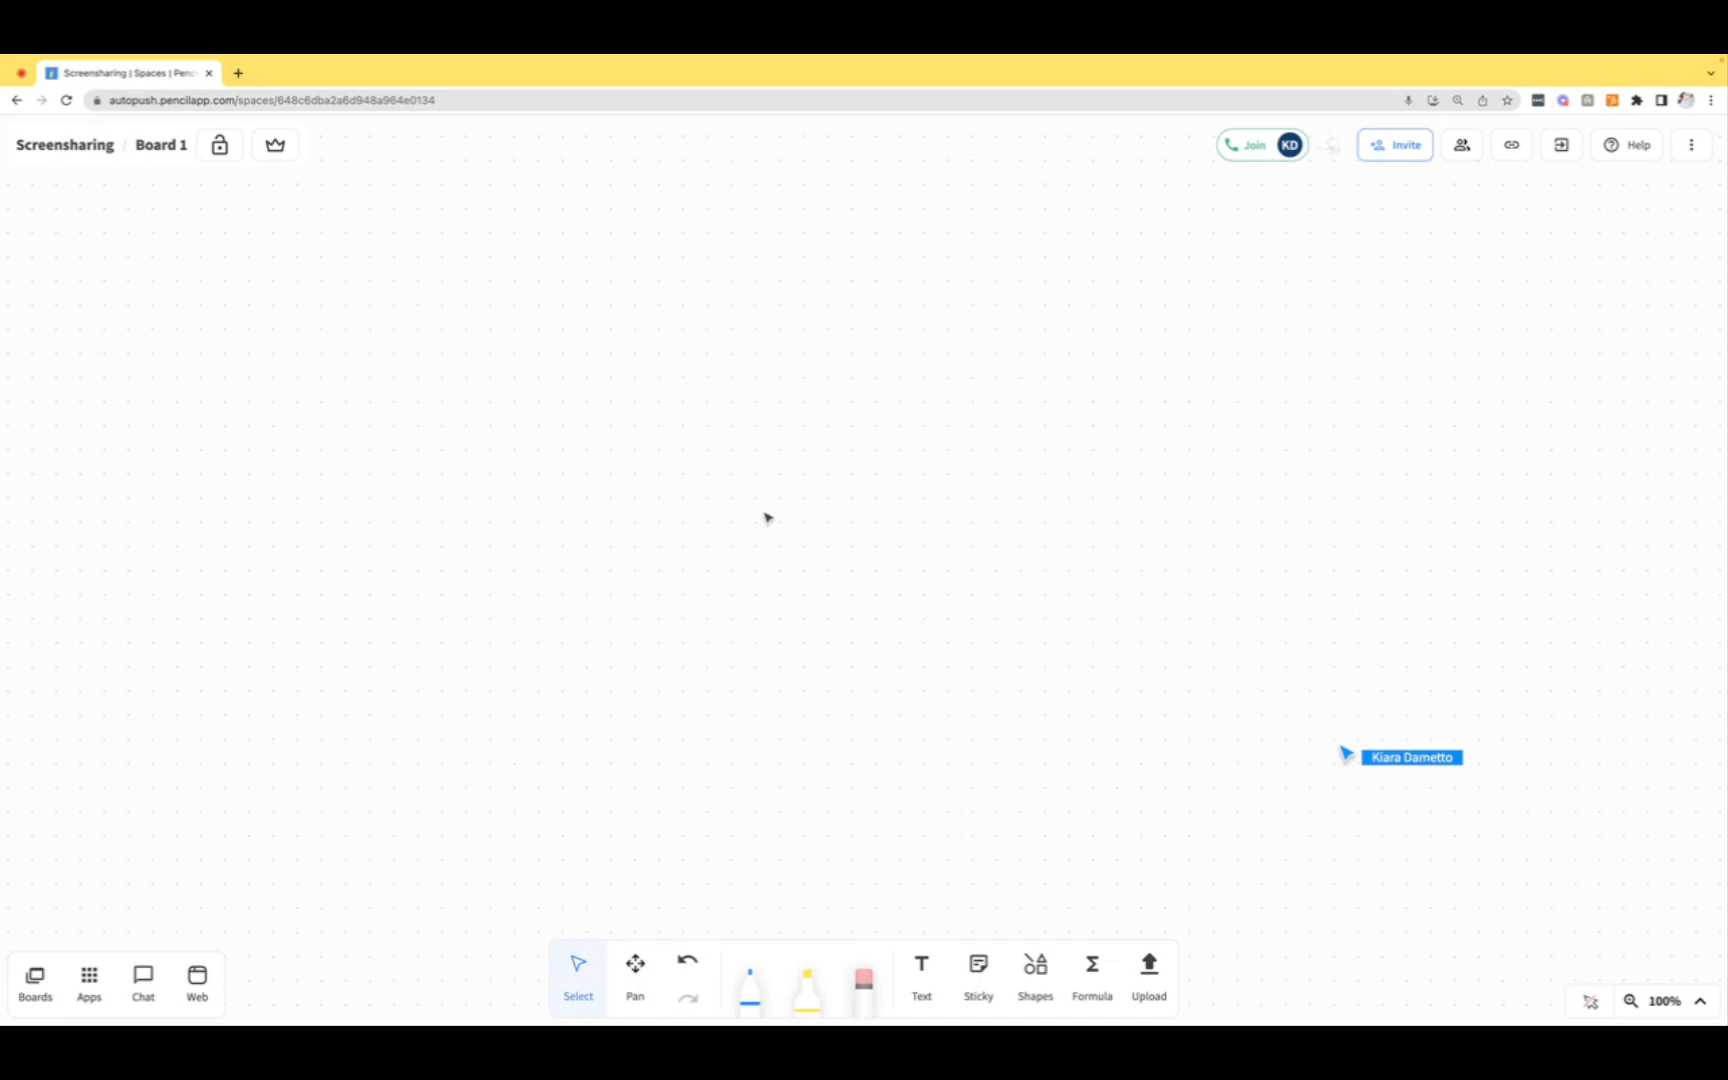 Screensharing | Spaces | Penc
autopush.pencilapp.com/spaces/648c6dba2a6d948a964e0134
Screensharing / Board 1
Join KD
Invite
Help
Kiara Dametto
Boards
Apps
Chat
Web
Select
Pan
Text
Sticky
Shapes
Formula
Upload
100%